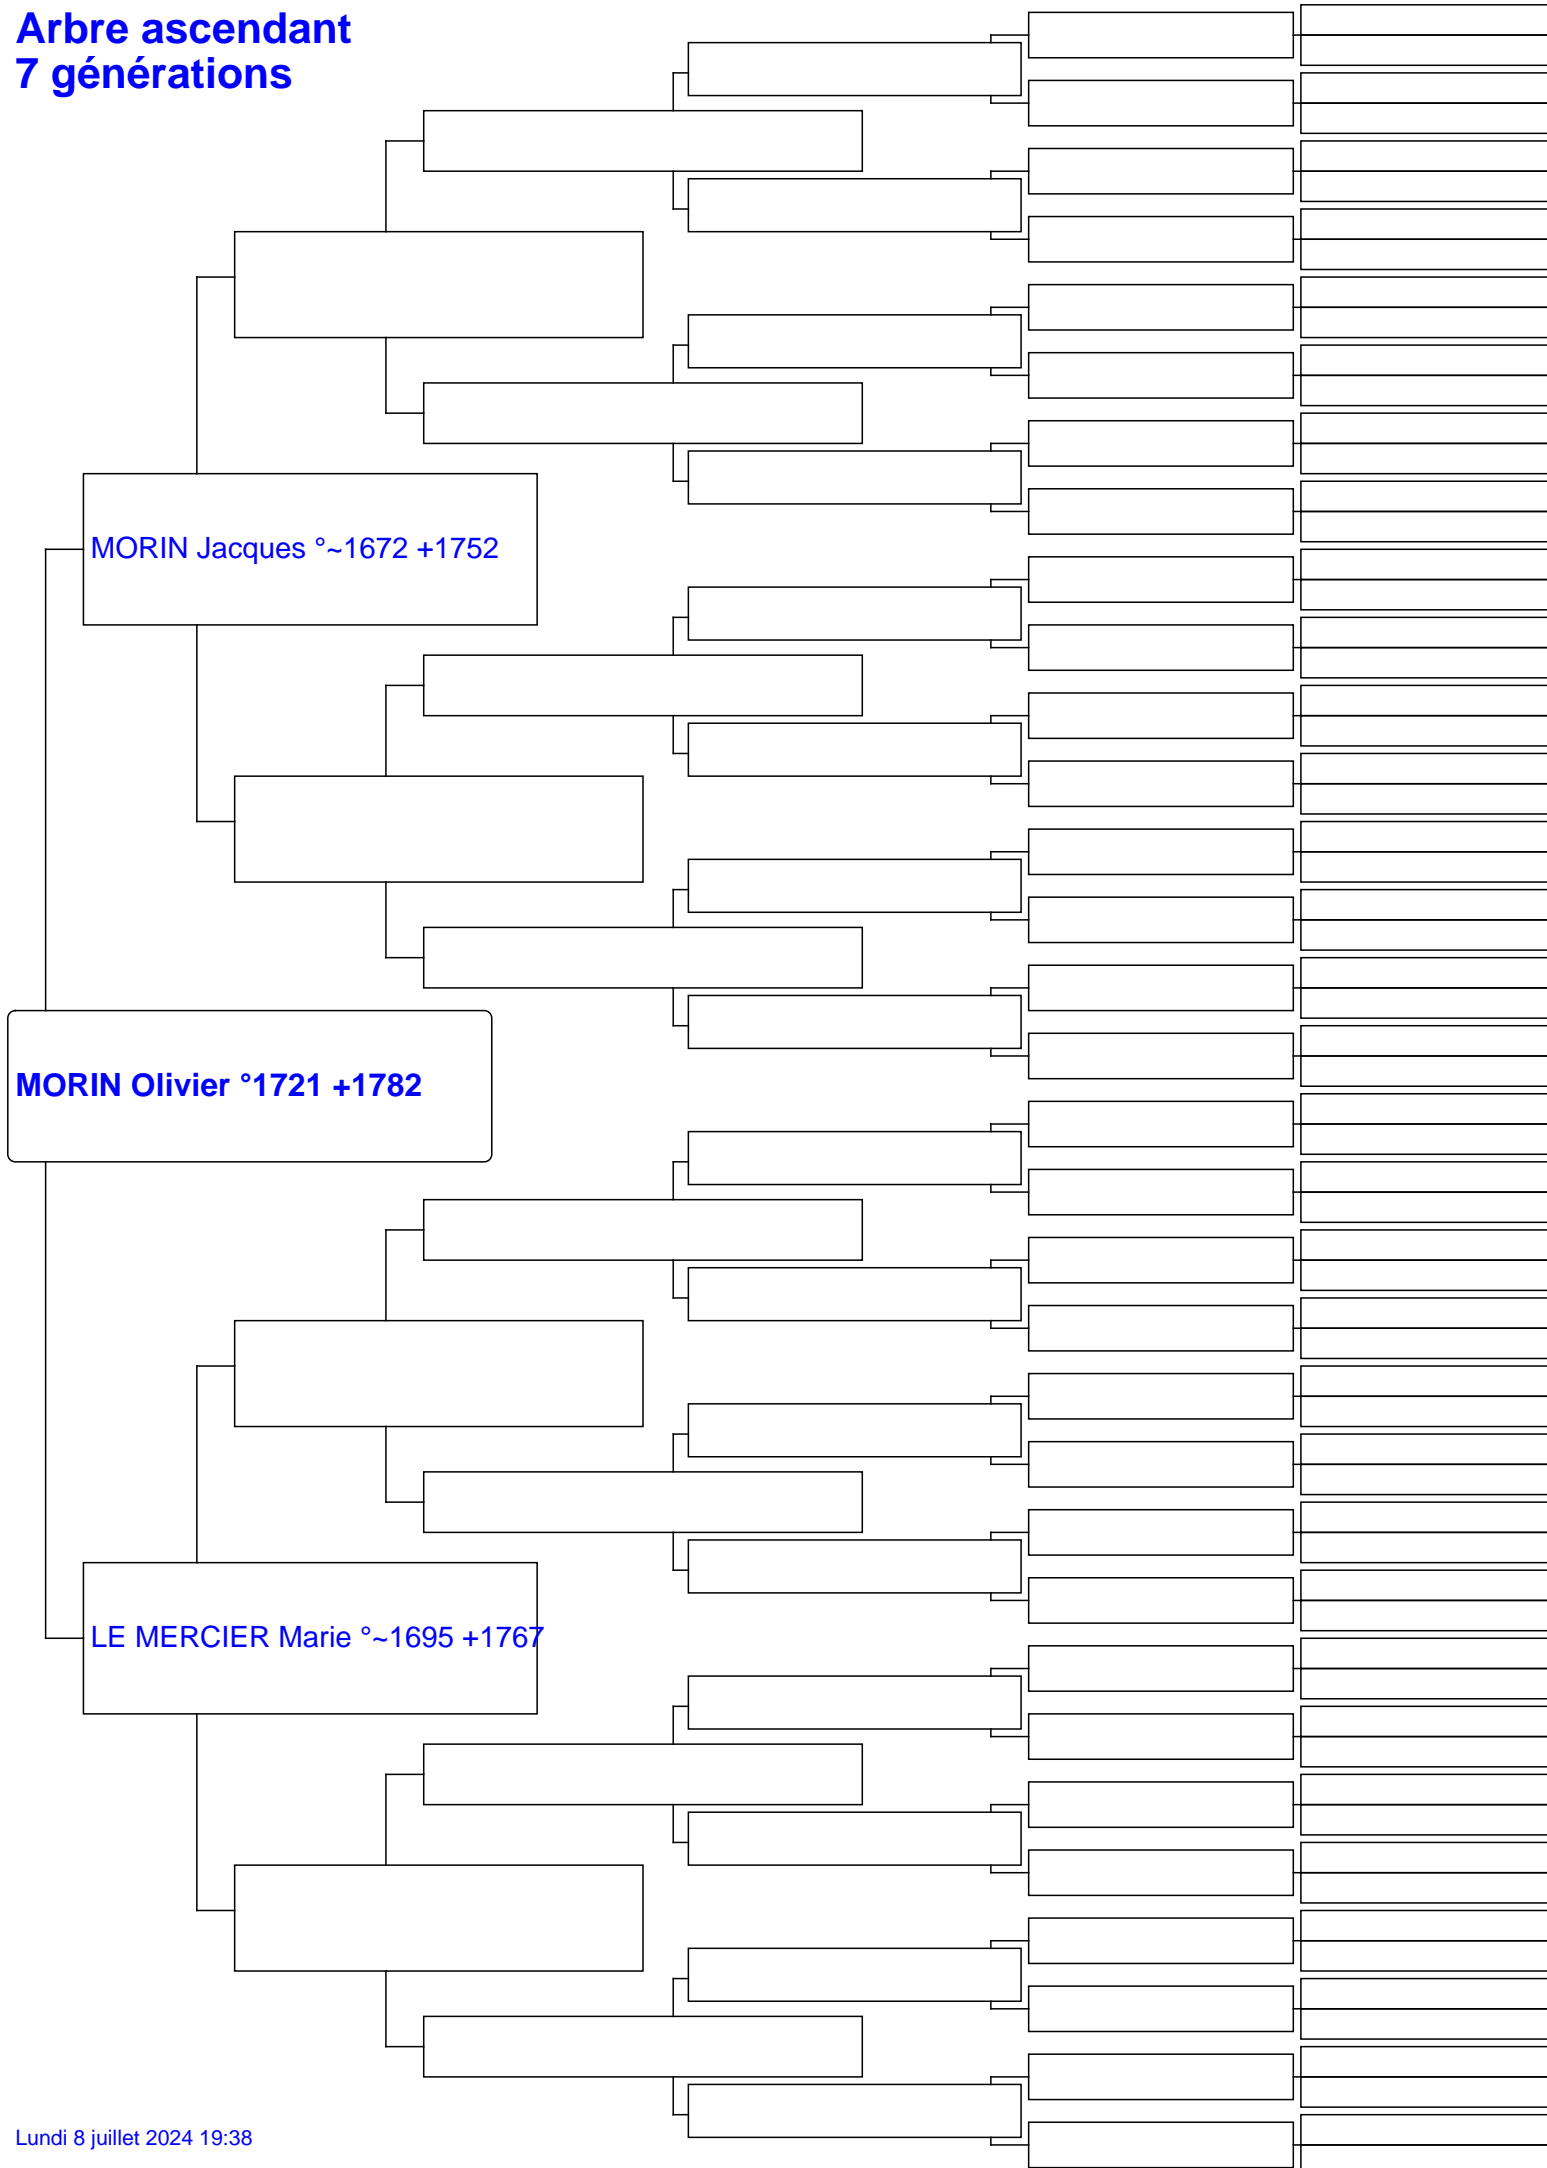 Arbre ascendant
7 générations
MORIN Jacques °~1672 +1752
MORIN Olivier °1721 +1782
LE MERCIER Marie °~1695 +1767
Lundi 8 juillet 2024 19:38